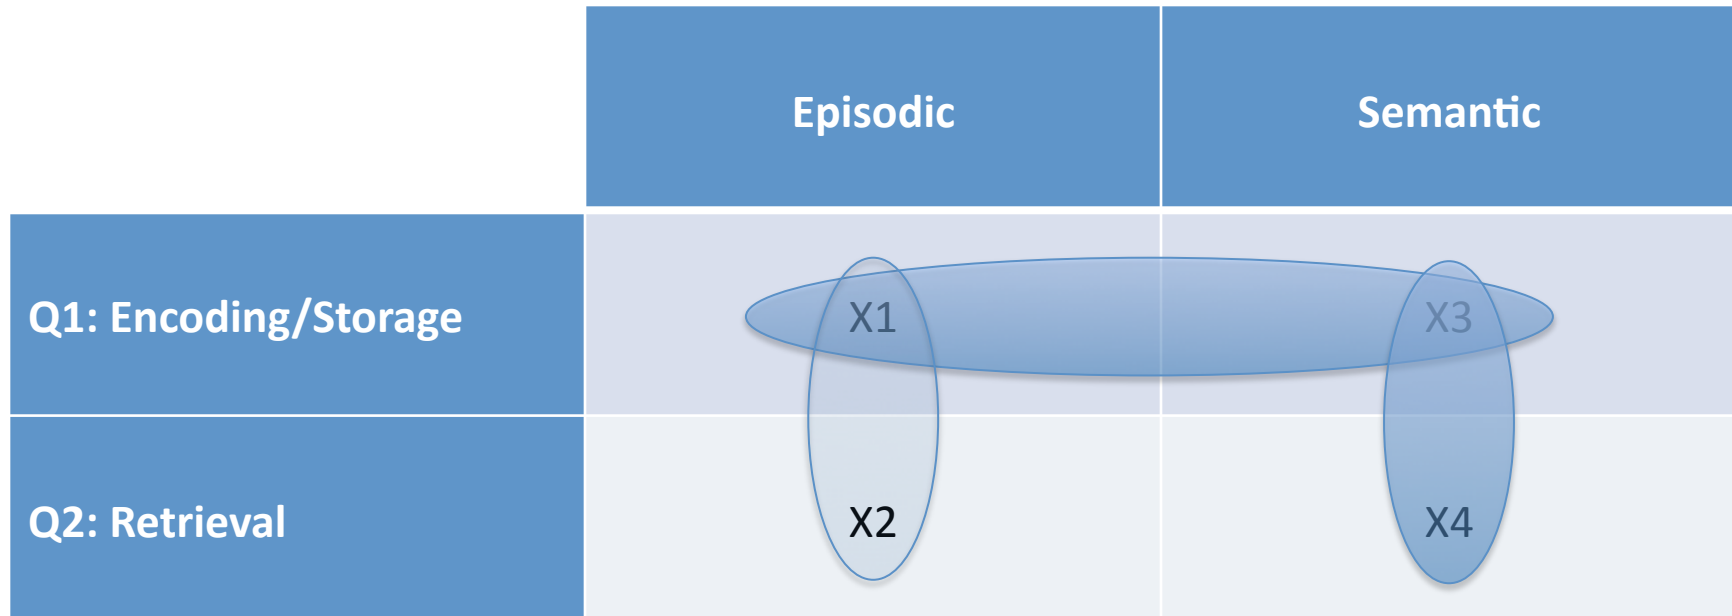 Episodic
Semantic
Q1: Encoding/Storage
X1
X3
Q2: Retrieval
X2
X4